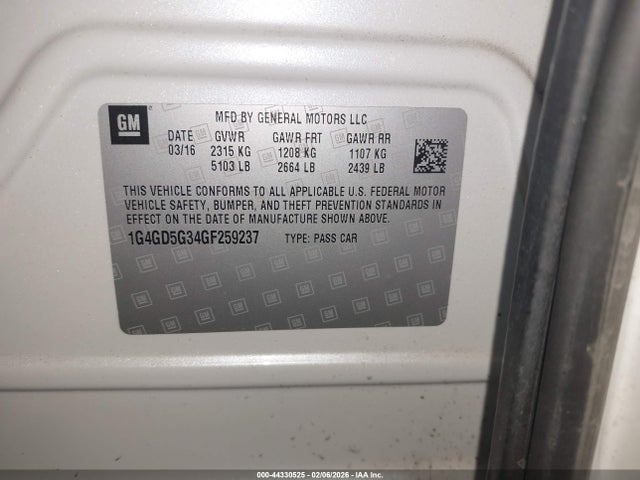 GM
MFD BY GENERAL MOTORS LLC
DATE GVWR GAWR FRT GAWR RR
03/16 2315 KG 1208 KG 1107 KG
5103 LB 2664 LB 2439 LB
THIS VEHICLE CONFORMS TO ALL APPLICABLE U.S. FEDERAL MOTOR
VEHICLE SAFETY, BUMPER, AND THEFT PREVENTION STANDARDS IN
EFFECT ON THE DATE OF MANUFACTURE SHOWN ABOVE.
1G4GD5G34GF259237 TYPE: PASS CAR
000-44330525 - 02/06/2026 - © IAA Inc.